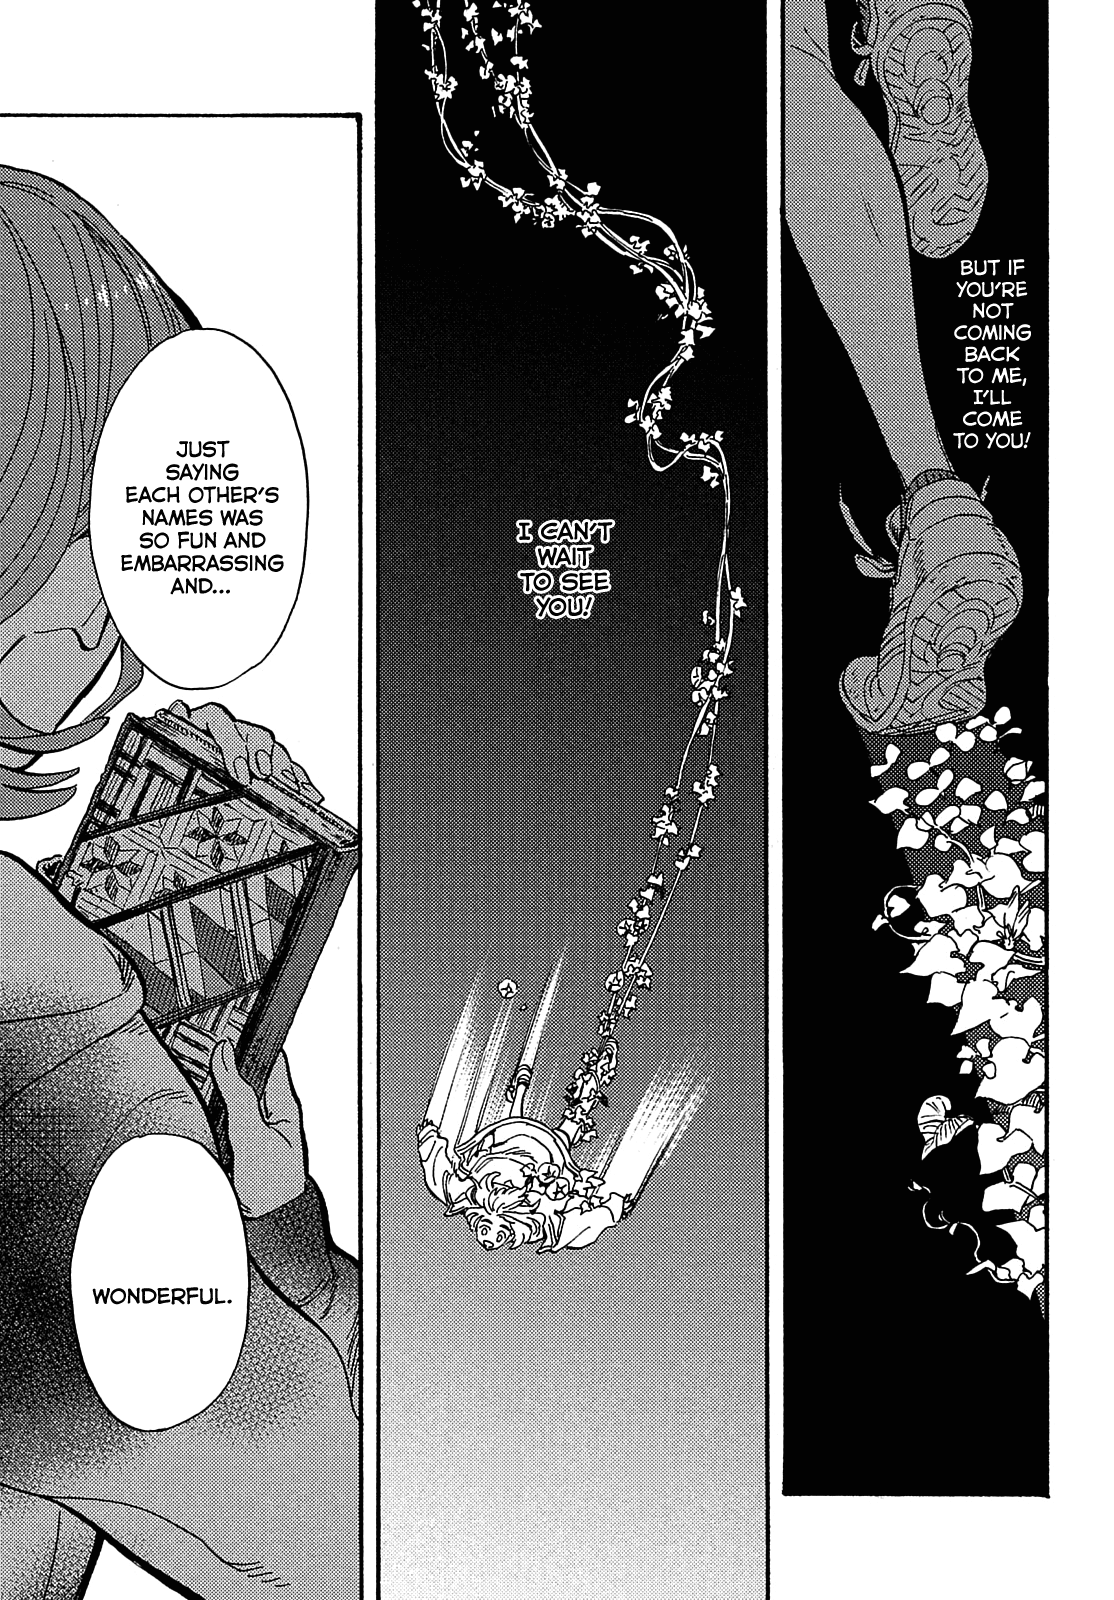 BUT IF
YOU'RE
NOT
COMING
BACK
TO ME,
I'LL
COME
TO YOU!
I CAN'T
WAIT
TO SEE
YOU!
JUST
SAYING
EACH OTHER'S
NAMES WAS
SO FUN AND
EMBARRASSING
AND...
WONDERFUL.